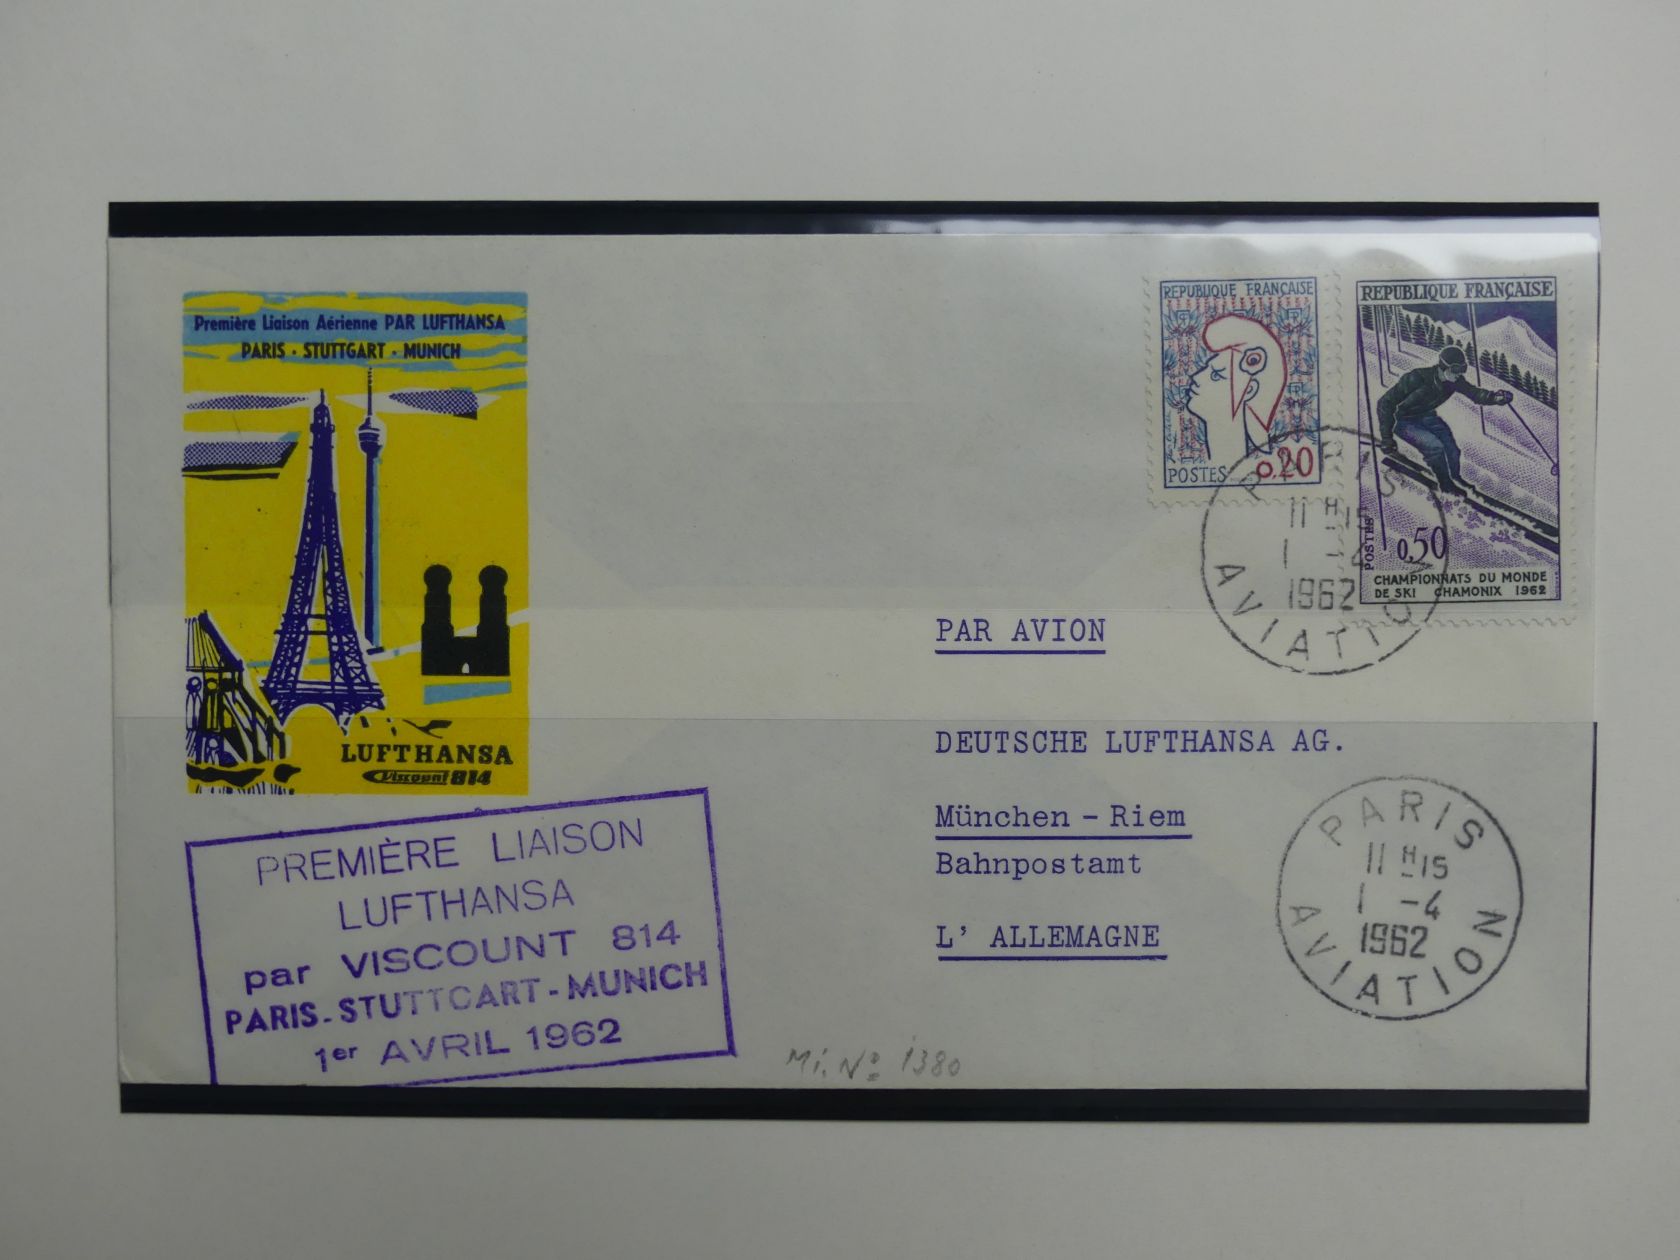 Première Liaison Aérienne PAR LUFTHANSA
PARIS · STUTTGART · MUNICH
LUFTHANSA
Viscount 814
REPUBLIQUE FRANÇAISE
POSTES
0,20
REPUBLIQUE FRANÇAISE
POSTES
0,50
CHAMPIONNATS DU MONDE
DE SKI CHAMONIX 1962
PARIS
11 H 15
1 -4
1962
AVIATION
PAR AVION
DEUTSCHE LUFTHANSA AG.
München - Riem
Bahnpostamt
L' ALLEMAGNE
PARIS
11 H 15
1 -4
1962
AVIATION
PREMIÈRE LIAISON
LUFTHANSA
par VISCOUNT 814
PARIS-STUTTGART-MUNICH
1er AVRIL 1962
Mi. No 1380